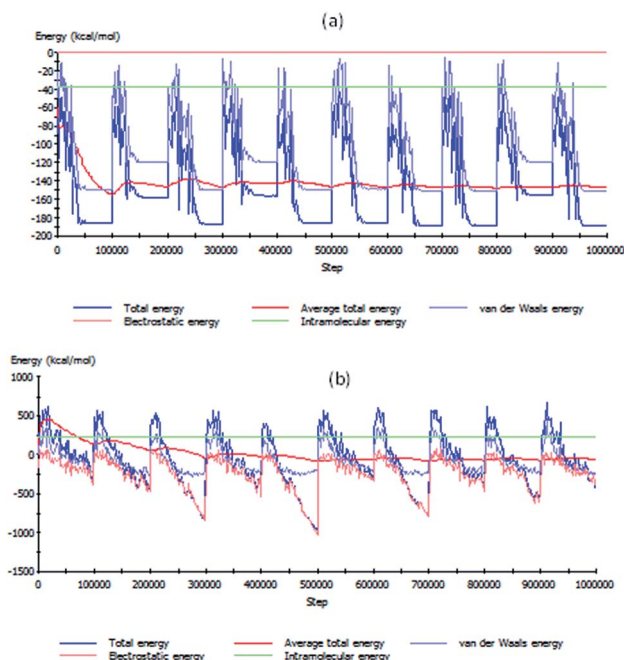 (a)
Energy (kcal/mol)
0
-20
-40
-60
-80
-100
-120
-140
-160
-180
-200
0 100000 200000 300000 400000 500000 600000 700000 800000 900000 1000000
Step
Total energy Average total energy van der Waals energy
Electrostatic energy Intramolecular energy
Energy (kcal/mol)
(b)
1000
500
0
-500
-1000
-1500
0 100000 200000 300000 400000 500000 600000 700000 800000 900000 1000000
Step
Total energy Average total energy van der Waals energy
Electrostatic energy Intramolecular energy